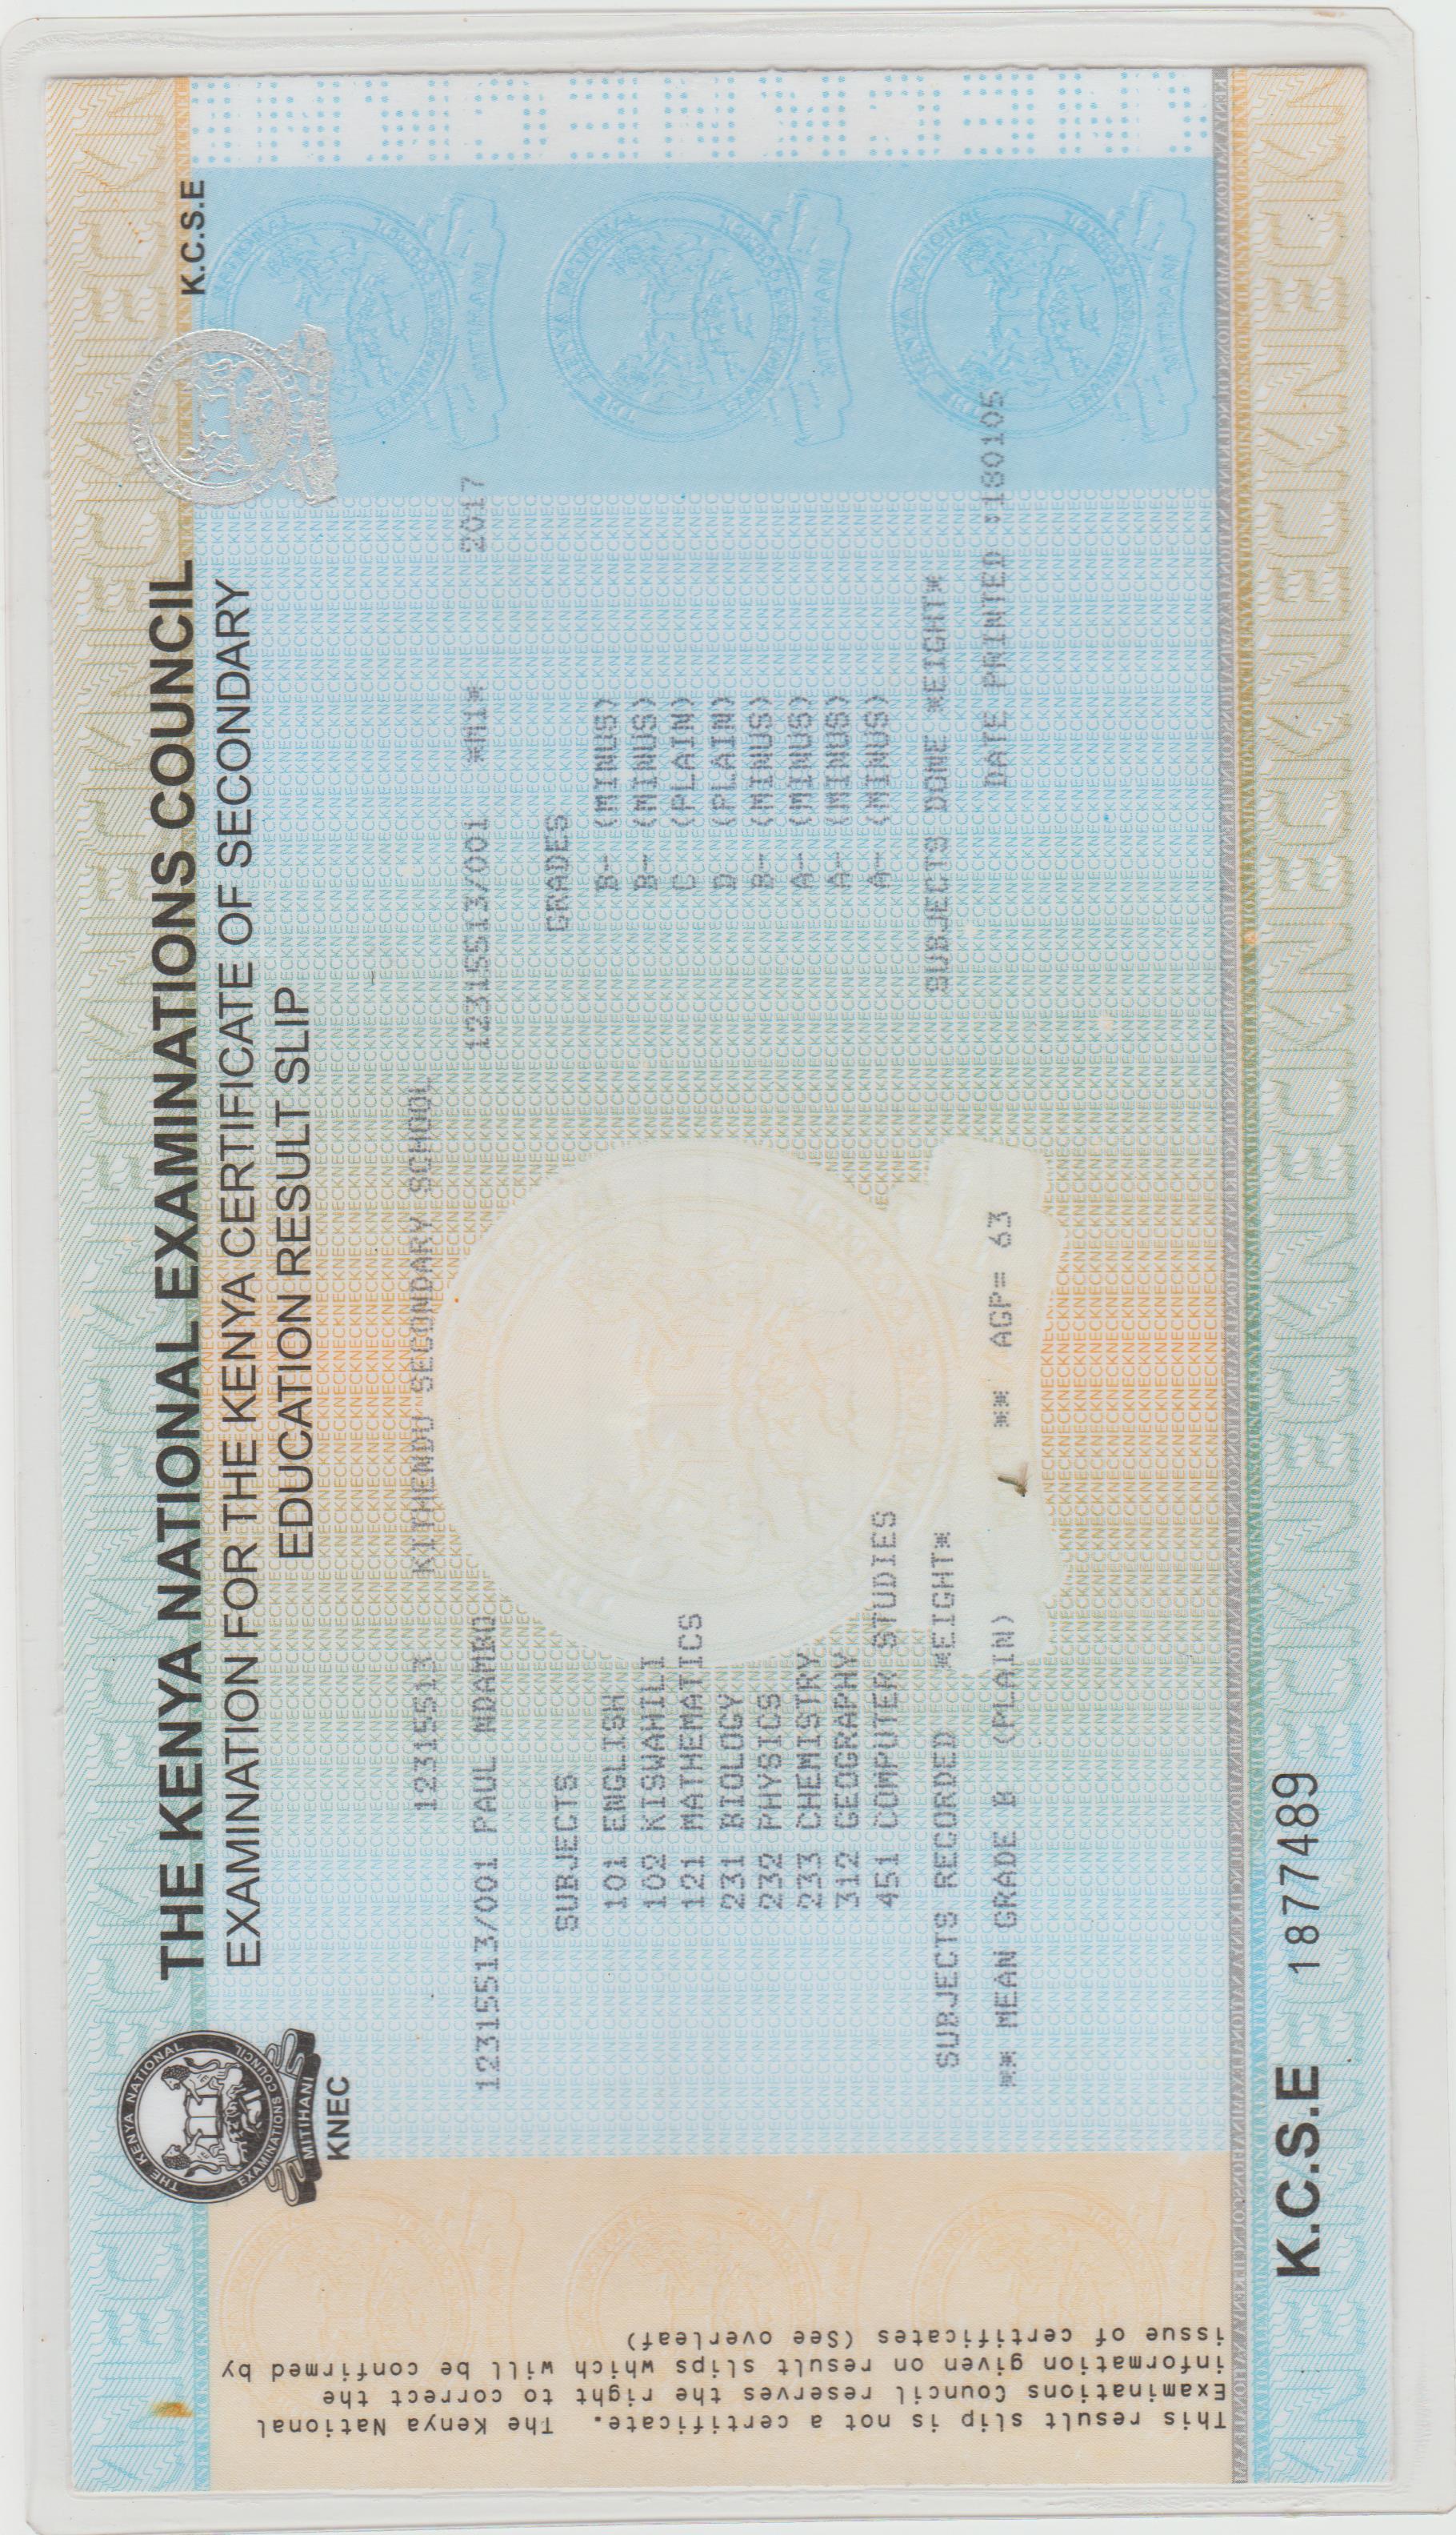 THE KENYA NATIONAL EXAMINATIONS COUNCIL
EXAMINATION FOR THE KENYA CERTIFICATE OF SECONDARY
EDUCATION RESULT SLIP
K.C.S.E
THE KENYA NATIONAL
EXAMINATIONS COUNCIL
MITIHANI
KNEC
12315513 KITHENDU SECONDARY SCHOOL
12315513/001 PAUL NDAMBO 12315513/001 *M1* 2017
SUBJECTS GRADES
101 ENGLISH B- (MINUS)
102 KISWAHILI B- (MINUS)
121 MATHEMATICS C (PLAIN)
231 BIOLOGY D (PLAIN)
232 PHYSICS B- (MINUS)
233 CHEMISTRY A- (MINUS)
312 GEOGRAPHY A- (MINUS)
451 COMPUTER STUDIES A- (MINUS)
SUBJECTS RECORDED *EIGHT* SUBJECTS DONE *EIGHT*
** MEAN GRADE B (PLAIN) ** AGP= 63 DATE PRINTED :180105
K.C.S.E 1877489
This result slip is not a certificate. The Kenya National
Examinations Council reserves the right to correct the
information given on result slips which will be confirmed by
issue of certificates (See overleaf)